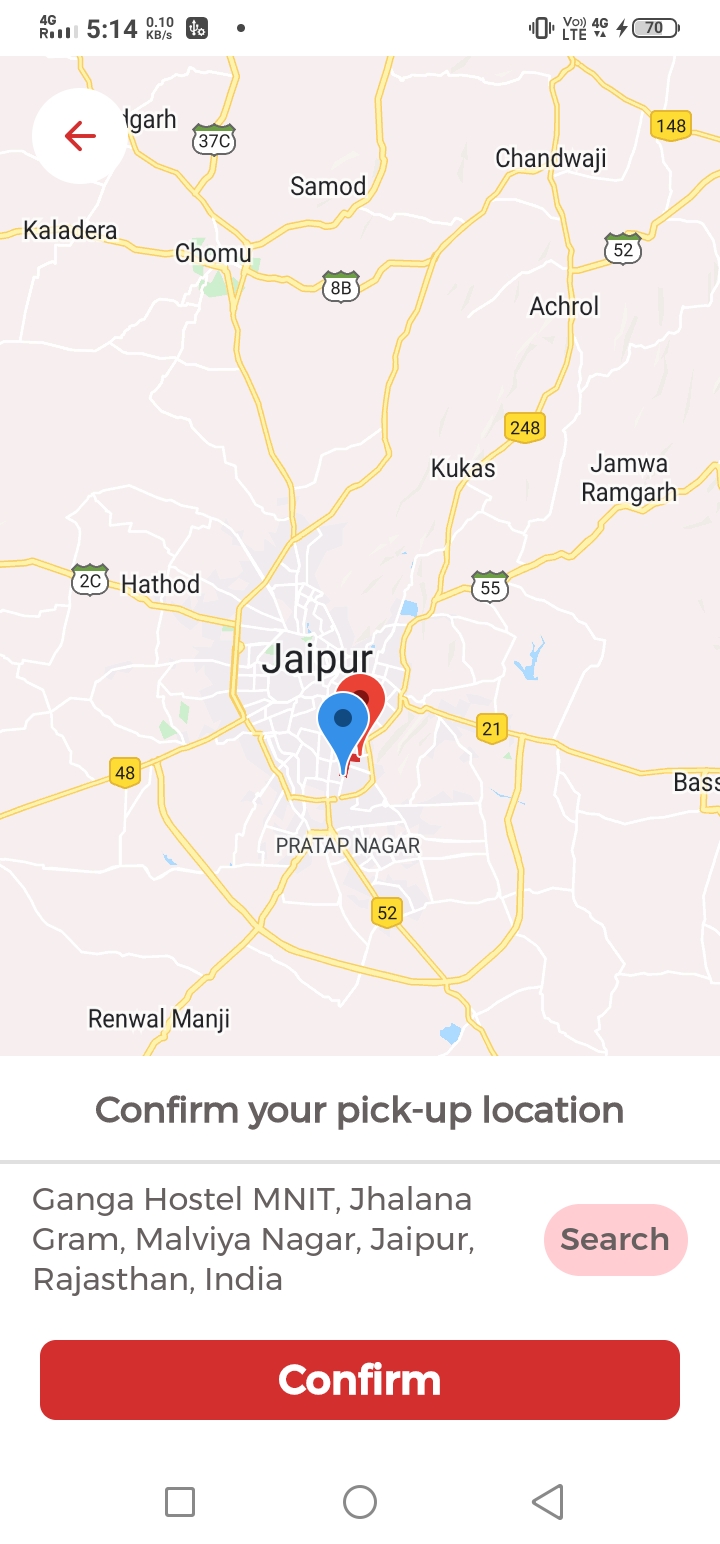 4G
R
5:14
0.10
KB/s
Vo))
LTE
4G
70
37C
148
Chandwaji
Samod
Kaladera
Chomu
52
8B
Achrol
248
Kukas
Jamwa
Ramgarh
2C
Hathod
55
Jaipur
21
48
PRATAP NAGAR
52
Renwal Manji
Confirm your pick-up location
Ganga Hostel MNIT, Jhalana
Gram, Malviya Nagar, Jaipur,
Rajasthan, India
Search
Confirm